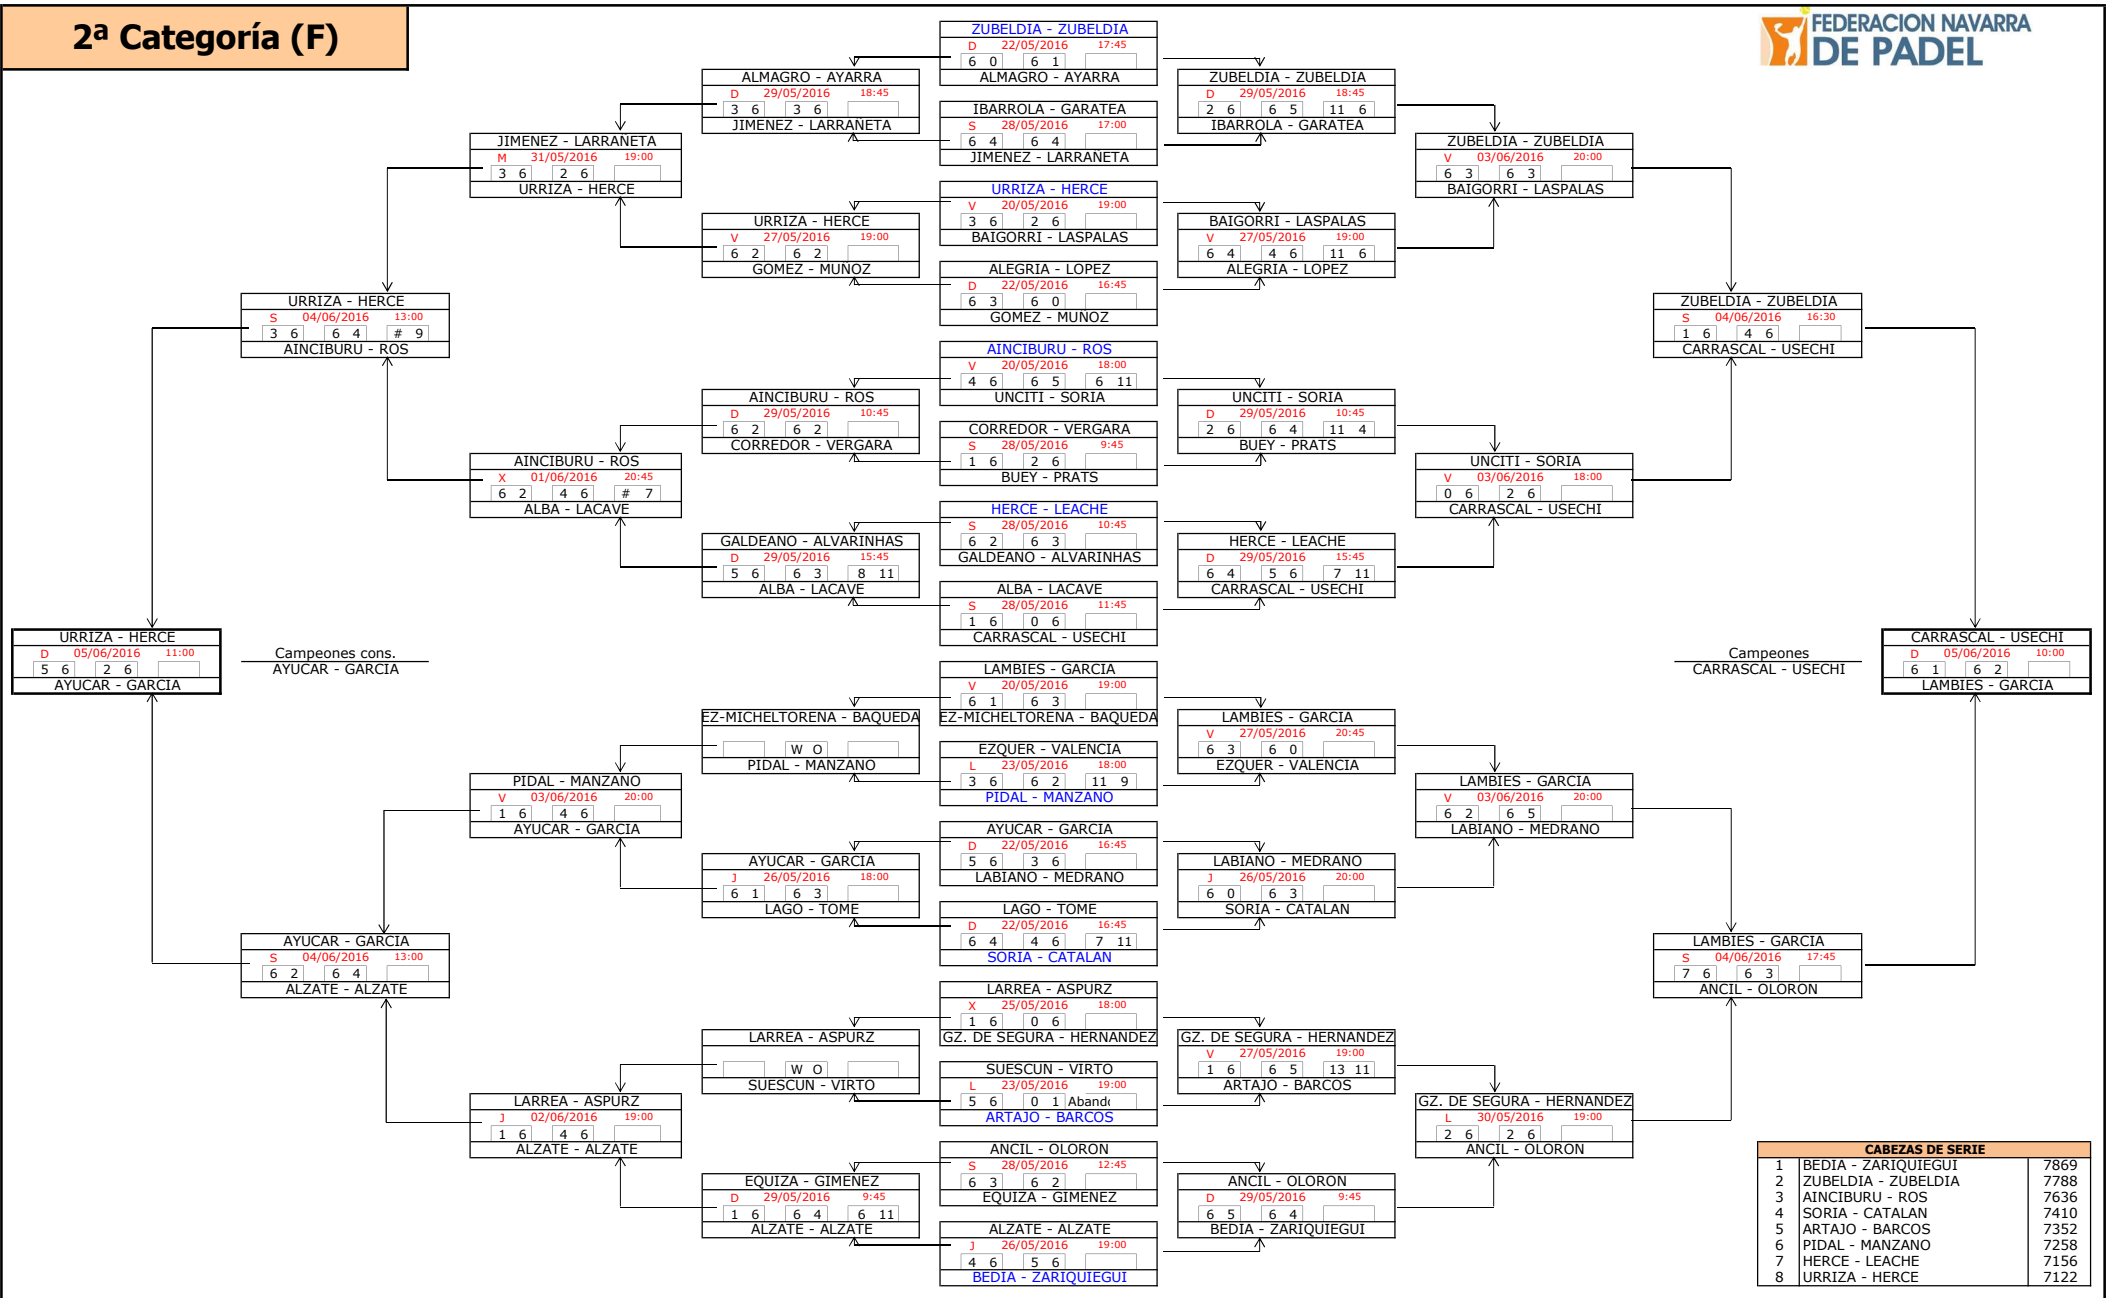 2ª Categoría (F)
FEDERACION NAVARRA
DE PADEL
URRIZA - HERCE
D 05/06/2016 11:00
5 6 2 6
AYUCAR - GARCIA
Campeones cons.
AYUCAR - GARCIA
URRIZA - HERCE
S 04/06/2016 13:00
3 6 6 4 # 9
AINCIBURU - ROS
AYUCAR - GARCIA
S 04/06/2016 13:00
6 2 6 4
ALZATE - ALZATE
JIMENEZ - LARRAÑETA
M 31/05/2016 19:00
3 6 2 6
URRIZA - HERCE
AINCIBURU - ROS
X 01/06/2016 20:45
6 2 4 6 # 7
ALBA - LACAVE
PIDAL - MANZANO
V 03/06/2016 20:00
1 6 4 6
AYUCAR - GARCIA
LARREA - ASPURZ
J 02/06/2016 19:00
1 6 4 6
ALZATE - ALZATE
ALMAGRO - AYARRA
D 29/05/2016 18:45
3 6 3 6
JIMENEZ - LARRAÑETA
URRIZA - HERCE
V 27/05/2016 19:00
6 2 6 2
GOMEZ - MUÑOZ
AINCIBURU - ROS
D 29/05/2016 10:45
6 2 6 2
CORREDOR - VERGARA
GALDEANO - ALVARINHAS
D 29/05/2016 15:45
5 6 6 3 8 11
ALBA - LACAVE
EZ-MICHELTORENA - BAQUEDA
W O
PIDAL - MANZANO
AYUCAR - GARCIA
J 26/05/2016 18:00
6 1 6 3
LAGO - TOME
LARREA - ASPURZ
W O
SUESCUN - VIRTO
EQUIZA - GIMENEZ
D 29/05/2016 9:45
1 6 6 4 6 11
ALZATE - ALZATE
ZUBELDIA - ZUBELDIA
D 22/05/2016 17:45
6 0 6 1
ALMAGRO - AYARRA
IBARROLA - GARATEA
S 28/05/2016 17:00
6 4 6 4
JIMENEZ - LARRAÑETA
URRIZA - HERCE
V 20/05/2016 19:00
3 6 2 6
BAIGORRI - LASPALAS
ALEGRIA - LOPEZ
D 22/05/2016 16:45
6 3 6 0
GOMEZ - MUÑOZ
AINCIBURU - ROS
V 20/05/2016 18:00
4 6 6 5 6 11
UNCITI - SORIA
CORREDOR - VERGARA
S 28/05/2016 9:45
1 6 2 6
BUEY - PRATS
HERCE - LEACHE
S 28/05/2016 10:45
6 2 6 3
GALDEANO - ALVARINHAS
ALBA - LACAVE
S 28/05/2016 11:45
1 6 0 6
CARRASCAL - USECHI
LAMBIES - GARCIA
V 20/05/2016 19:00
6 1 6 3
EZ-MICHELTORENA - BAQUEDA
EZQUER - VALENCIA
L 23/05/2016 18:00
3 6 6 2 11 9
PIDAL - MANZANO
AYUCAR - GARCIA
D 22/05/2016 16:45
5 6 3 6
LABIANO - MEDRANO
LAGO - TOME
D 22/05/2016 16:45
6 4 4 6 7 11
SORIA - CATALAN
LARREA - ASPURZ
X 25/05/2016 18:00
1 6 0 6
GZ. DE SEGURA - HERNANDEZ
SUESCUN - VIRTO
L 23/05/2016 19:00
5 6 0 1 Abando
ARTAJO - BARCOS
ANCIL - OLORON
S 28/05/2016 12:45
6 3 6 2
EQUIZA - GIMENEZ
ALZATE - ALZATE
J 26/05/2016 19:00
4 6 5 6
BEDIA - ZARIQUIEGUI
ZUBELDIA - ZUBELDIA
D 29/05/2016 18:45
2 6 6 5 11 6
IBARROLA - GARATEA
BAIGORRI - LASPALAS
V 27/05/2016 19:00
6 4 4 6 11 6
ALEGRIA - LOPEZ
UNCITI - SORIA
D 29/05/2016 10:45
2 6 6 4 11 4
BUEY - PRATS
HERCE - LEACHE
D 29/05/2016 15:45
6 4 5 6 7 11
CARRASCAL - USECHI
LAMBIES - GARCIA
V 27/05/2016 20:45
6 3 6 0
EZQUER - VALENCIA
LABIANO - MEDRANO
J 26/05/2016 20:00
6 0 6 3
SORIA - CATALAN
GZ. DE SEGURA - HERNANDEZ
V 27/05/2016 19:00
1 6 6 5 13 11
ARTAJO - BARCOS
ANCIL - OLORON
D 29/05/2016 9:45
6 5 6 4
BEDIA - ZARIQUIEGUI
ZUBELDIA - ZUBELDIA
V 03/06/2016 20:00
6 3 6 3
BAIGORRI - LASPALAS
UNCITI - SORIA
V 03/06/2016 18:00
0 6 2 6
CARRASCAL - USECHI
LAMBIES - GARCIA
V 03/06/2016 20:00
6 2 6 5
LABIANO - MEDRANO
GZ. DE SEGURA - HERNANDEZ
L 30/05/2016 19:00
2 6 2 6
ANCIL - OLORON
ZUBELDIA - ZUBELDIA
S 04/06/2016 16:30
1 6 4 6
CARRASCAL - USECHI
LAMBIES - GARCIA
S 04/06/2016 17:45
7 6 6 3
ANCIL - OLORON
Campeones
CARRASCAL - USECHI
CARRASCAL - USECHI
D 05/06/2016 10:00
6 1 6 2
LAMBIES - GARCIA
CABEZAS DE SERIE
1 BEDIA - ZARIQUIEGUI 7869
2 ZUBELDIA - ZUBELDIA 7788
3 AINCIBURU - ROS 7636
4 SORIA - CATALAN 7410
5 ARTAJO - BARCOS 7352
6 PIDAL - MANZANO 7258
7 HERCE - LEACHE 7156
8 URRIZA - HERCE 7122